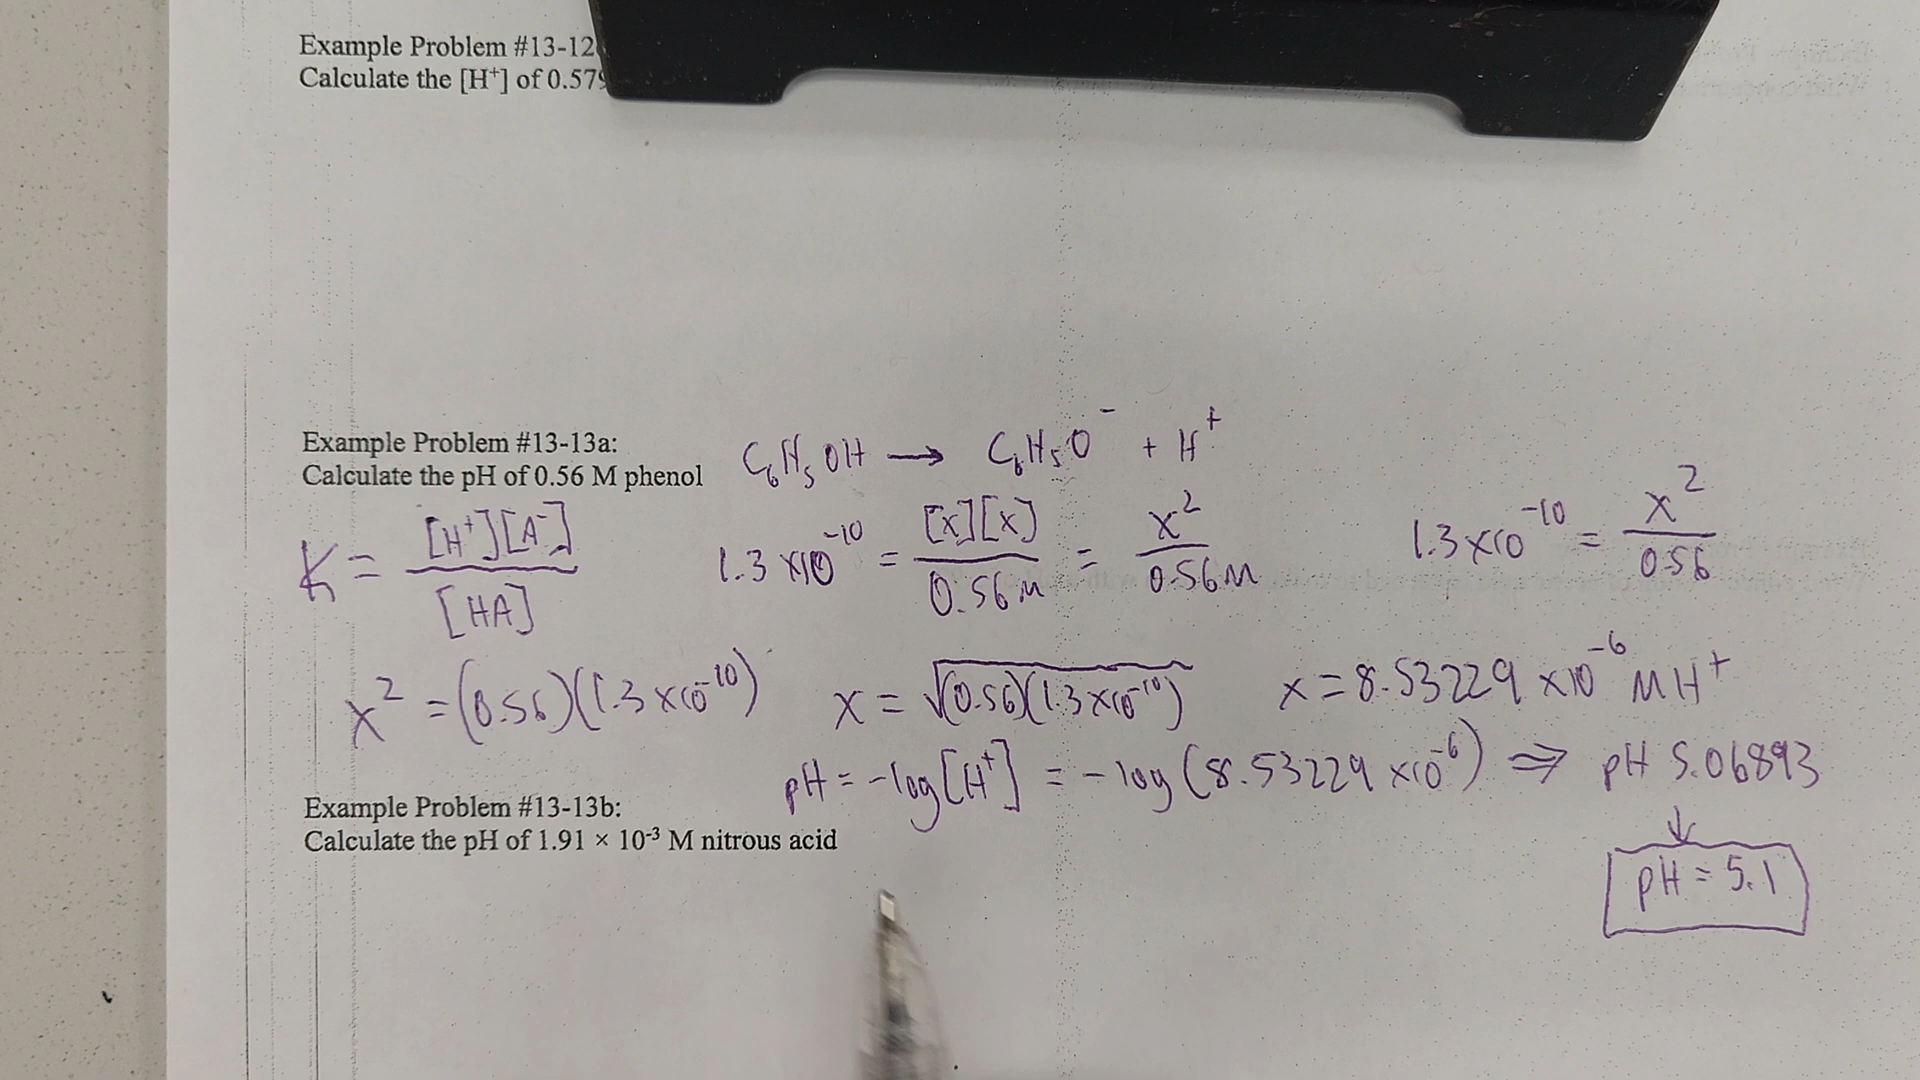 Example Problem #13-12
Calculate the [H⁺] of 0.579
Example Problem #13-13a:
Calculate the pH of 0.56 M phenol
C₆H₅OH → C₆H₅O⁻ + H⁺
K = [H⁺][A⁻] / [HA]
1.3 x10⁻¹⁰ = [x][x] / 0.56 M = x² / 0.56 M
1.3 x10⁻¹⁰ = x² / 0.56
x² = (0.56)(1.3 x10⁻¹⁰)
x = √(0.56)(1.3 x10⁻¹⁰)
x = 8.53229 x10⁻⁶ M H⁺
pH = -log[H⁺] = -log(8.53229 x10⁻⁶) ⇒ pH 5.06893
↓
pH = 5.1
Example Problem #13-13b:
Calculate the pH of 1.91 × 10⁻³ M nitrous acid